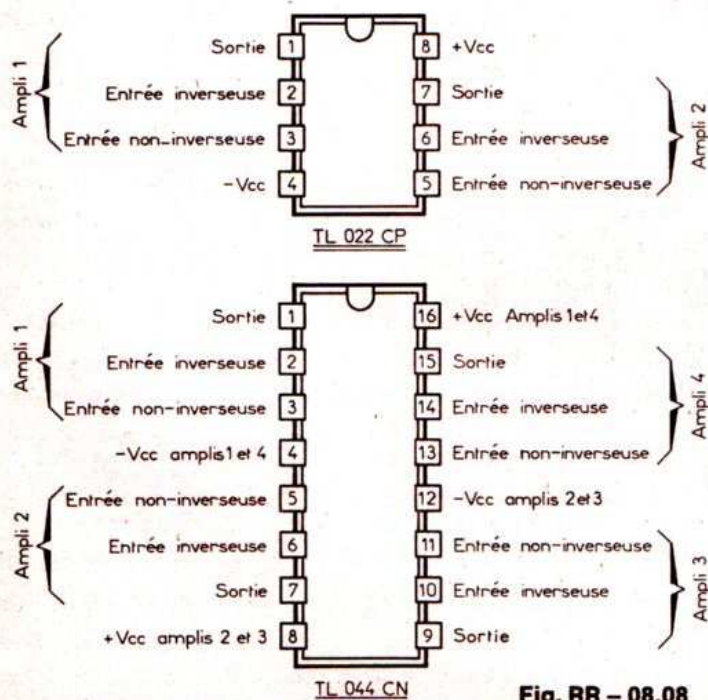 Ampli 1
Sortie 1
Entrée inverseuse 2
Entrée non-inverseuse 3
-Vcc 4
8 +Vcc
7 Sortie
6 Entrée inverseuse
5 Entrée non-inverseuse
Ampli 2
TL 022 CP
Ampli 1
Sortie 1
Entrée inverseuse 2
Entrée non-inverseuse 3
-Vcc amplis 1 et 4 4
Ampli 2
Entrée non-inverseuse 5
Entrée inverseuse 6
Sortie 7
+Vcc amplis 2 et 3 8
16 +Vcc Amplis 1et4
15 Sortie
14 Entrée inverseuse
13 Entrée non-inverseuse
Ampli 4
12 -Vcc amplis 2et3
11 Entrée non-inverseuse
10 Entrée inverseuse
9 Sortie
Ampli 3
TL 044 CN
Fig. RR – 08.08